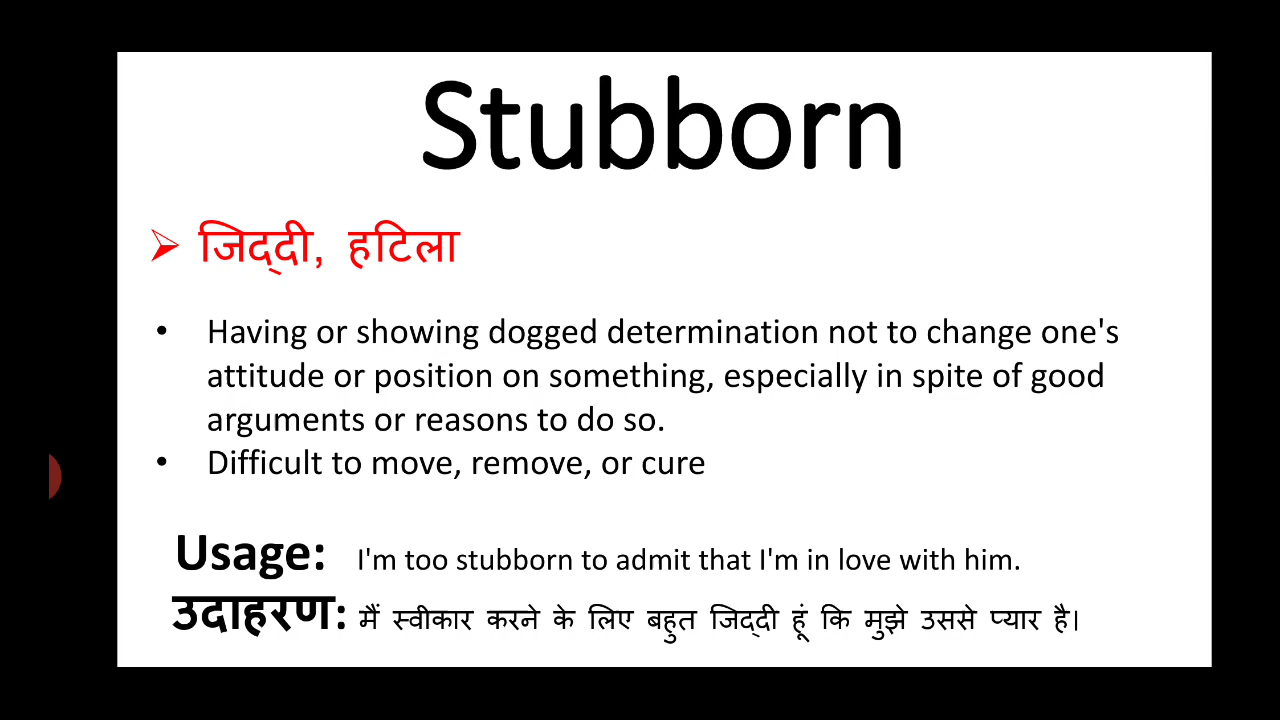 Stubborn
➢ जिद्दी, हटिला
• Having or showing dogged determination not to change one's
attitude or position on something, especially in spite of good
arguments or reasons to do so.
• Difficult to move, remove, or cure
Usage: I'm too stubborn to admit that I'm in love with him.
उदाहरण: मैं स्वीकार करने के लिए बहुत जिद्दी हूं कि मुझे उससे प्यार है।